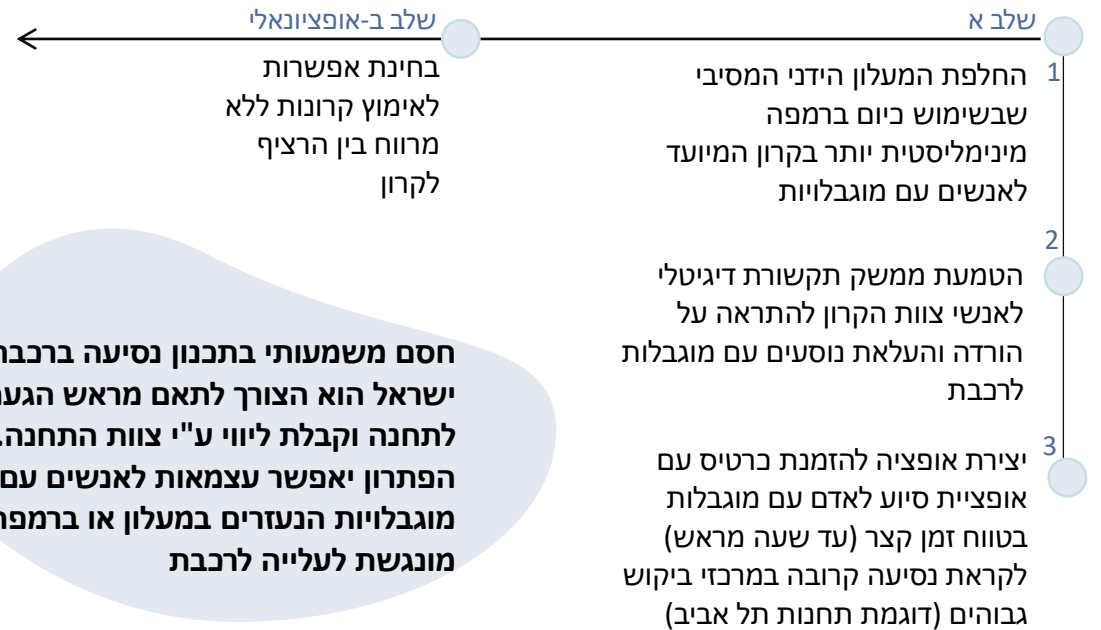 שלב א
1
החלפת המעלון הידני המסיבי
שבשימוש כיום ברמפה
מינימליסטית יותר בקרון המיועד
לאנשים עם מוגבלויות
2
הטמעת ממשק תקשורת דיגיטלי
לאנשי צוות הקרון להתראה על
הורדה והעלאת נוסעים עם מוגבלות
לרכבת
3
יצירת אופציה להזמנת כרטיס עם
אופציית סיוע לאדם עם מוגבלות
בטווח זמן קצר (עד שעה מראש)
לקראת נסיעה קרובה במרכזי ביקוש
גבוהים (דוגמת תחנות תל אביב)
שלב ב-אופציונאלי
בחינת אפשרות
לאימוץ קרונות ללא
מרווח בין הרציף
לקרון
חסם משמעותי בתכנון נסיעה
ישראל הוא הצורך לתאם מראש
לתחנה וקבלת ליווי ע"י צוות התחנה.
הפתרון יאפשר עצמאות לאנשים עם
מוגבלויות הנעזרים במעלון או
מונגשת לעלייה לרכבת